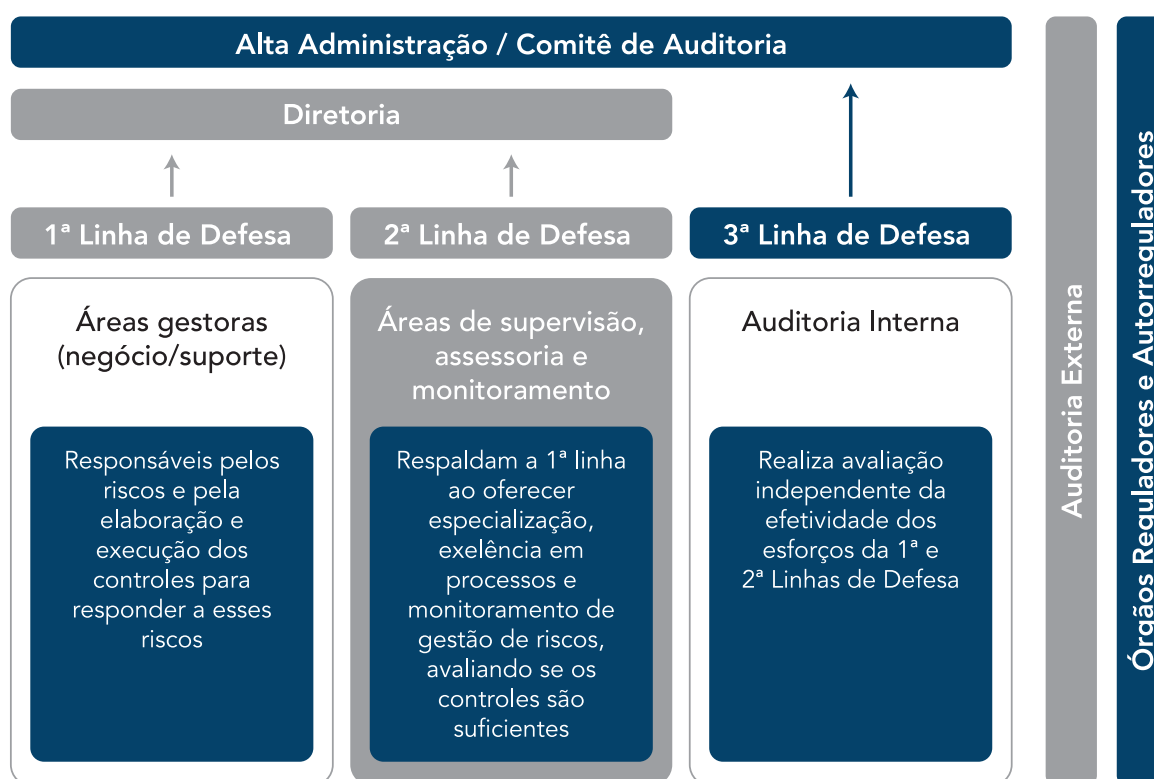 Alta Administração / Comitê de Auditoria
Diretoria
1ª Linha de Defesa
Áreas gestoras
(negócio/suporte)
Responsáveis pelos
riscos e pela
elaboração e
execução dos
controles para
responder a esses
riscos
2ª Linha de Defesa
Áreas de supervisão,
assessoria e
monitoramento
Respaldam a 1ª linha
ao oferecer
especialização,
exelência em
processos e
monitoramento de
gestão de riscos,
avaliando se os
controles são
suficientes
3ª Linha de Defesa
Auditoria Interna
Realiza avaliação
independente da
efetividade dos
esforços da 1ª e
2ª Linhas de Defesa
Auditoria Externa
Órgãos Reguladores e Autorreguladores